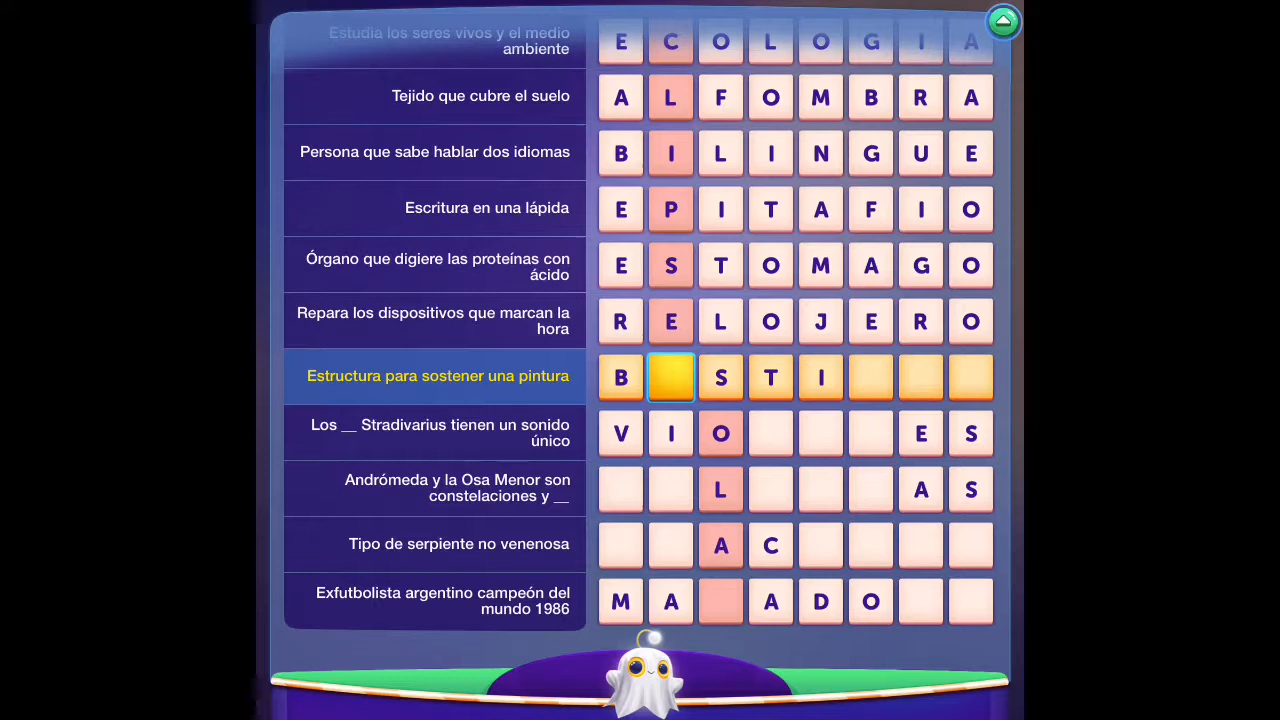 Estudia los seres vivos y el medio
ambiente
E C O L O G I A
Tejido que cubre el suelo
A L F O M B R A
Persona que sabe hablar dos idiomas
B I L I N G U E
Escritura en una lápida
E P I T A F I O
Órgano que digiere las proteínas con
ácido
E S T O M A G O
Repara los dispositivos que marcan la
hora
R E L O J E R O
Estructura para sostener una pintura
B S T I
Los __ Stradivarius tienen un sonido
único
V I O E S
Andrómeda y la Osa Menor son
constelaciones y __
L A S
Tipo de serpiente no venenosa
A C
Exfutbolista argentino campeón del
mundo 1986
M A A D O